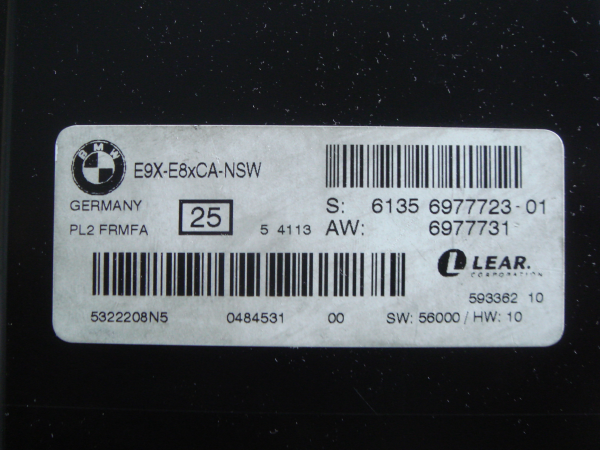 BMW
E9X-E8xCA-NSW
GERMANY
PL2 FRMFA
25
5 4113
S: 6135 6977723-01
AW: 6977731
LEAR.
CORPORATION
593362 10
5322208N5 0484531 00 SW: 56000 / HW: 10